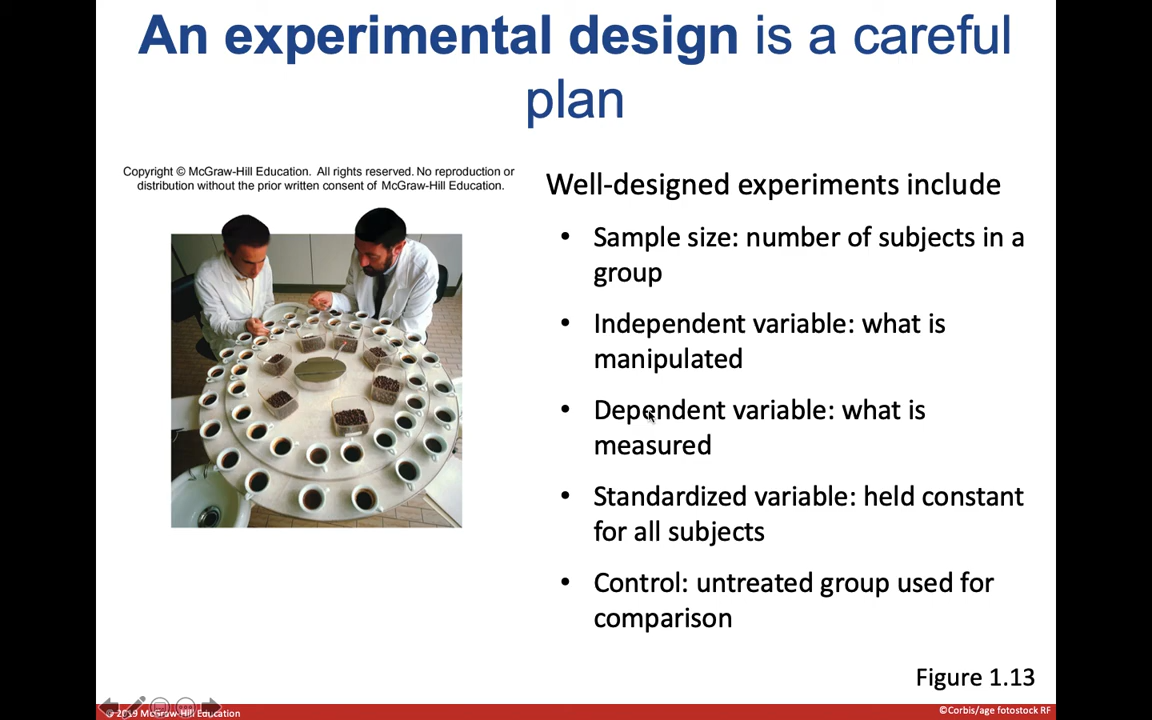 An experimental design is a careful
plan
Copyright © McGraw-Hill Education. All rights reserved. No reproduction or
distribution without the prior written consent of McGraw-Hill Education.
Well-designed experiments include
• Sample size: number of subjects in a
group
• Independent variable: what is
manipulated
• Dependent variable: what is
measured
• Standardized variable: held constant
for all subjects
• Control: untreated group used for
comparison
Figure 1.13
© 2019 McGraw-Hill Education
©Corbis/age fotostock RF